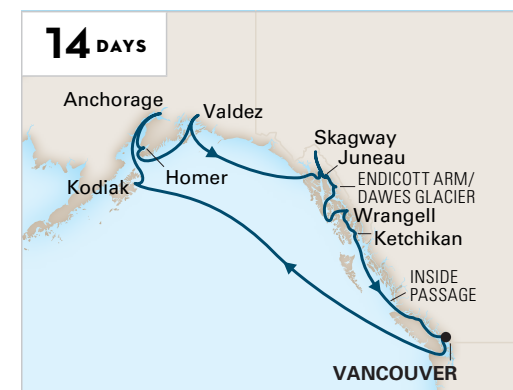 14 DAYS
Anchorage
Valdez
Skagway
Juneau
Kodiak
Homer
ENDICOTT ARM/
DAWES GLACIER
Wrangell
Ketchikan
INSIDE
PASSAGE
VANCOUVER